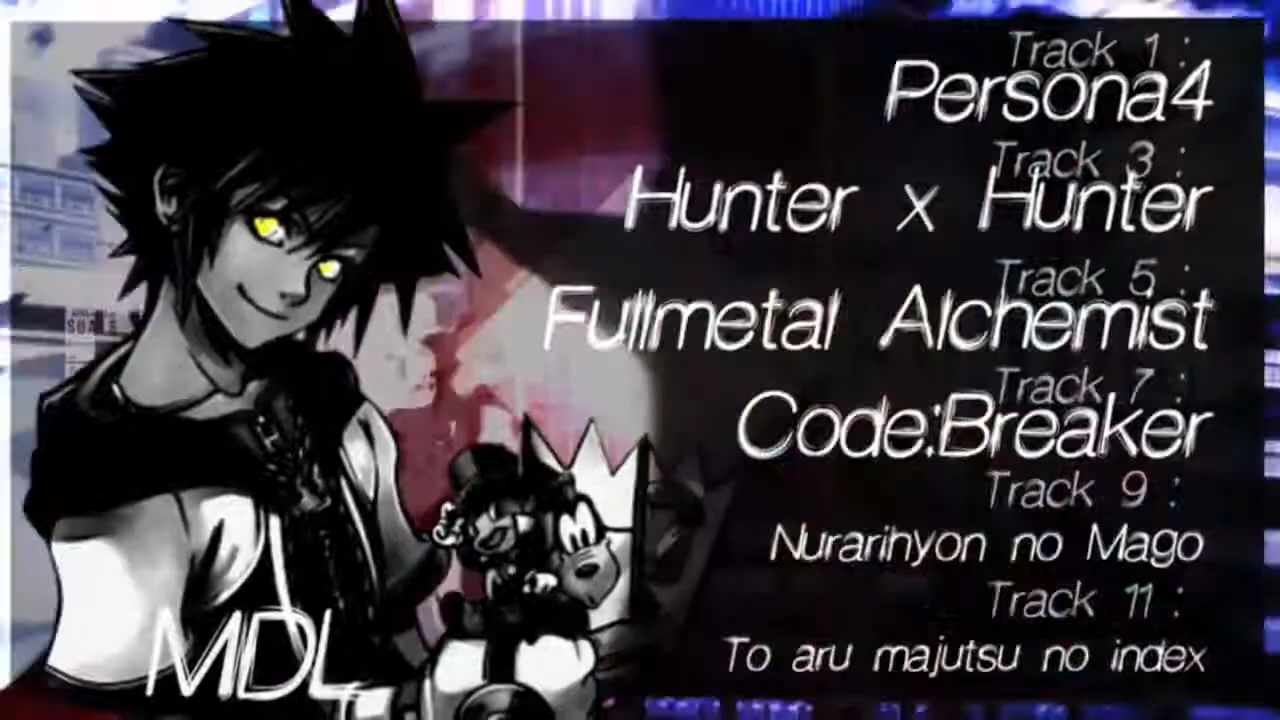 Track 1 :
Persona4
Track 3 :
Hunter x Hunter
Track 5 :
Fullmetal Alchemist
Track 7 :
Code:Breaker
Track 9 :
Nurarihyon no Mago
Track 11 :
To aru majutsu no index
MDL